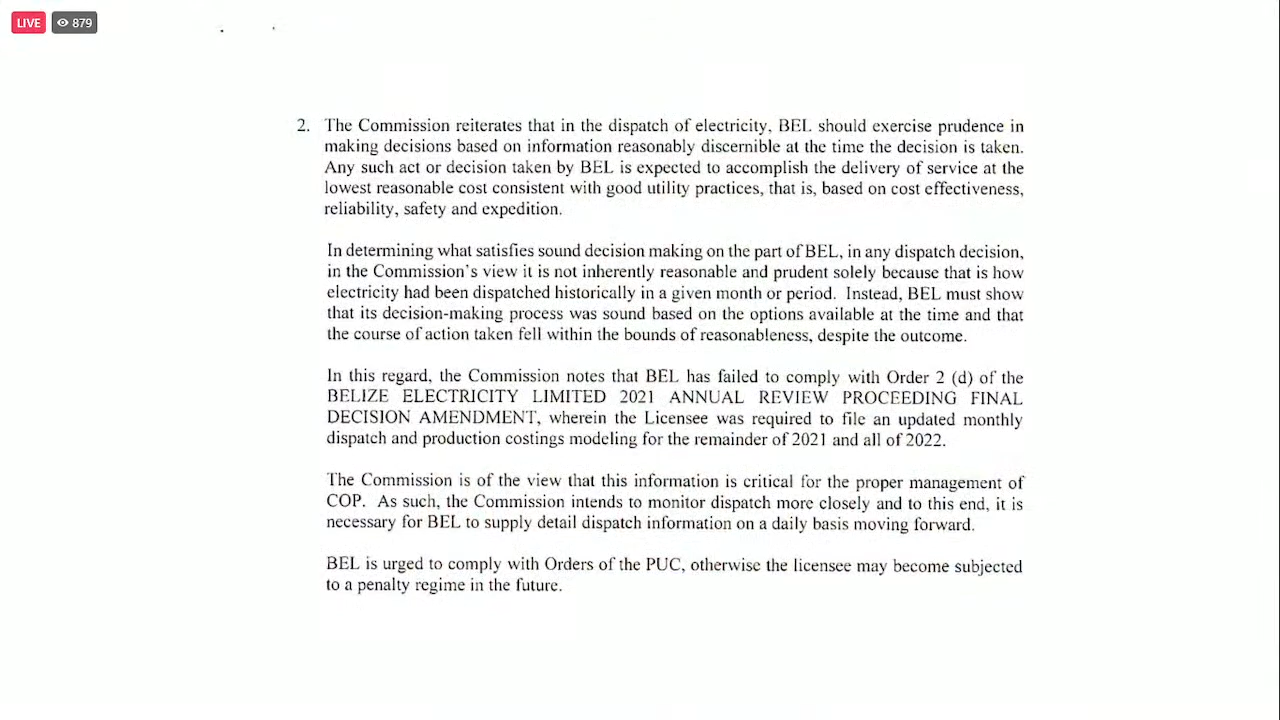 LIVE 879
2. The Commission reiterates that in the dispatch of electricity, BEL should exercise prudence in
making decisions based on information reasonably discernible at the time the decision is taken.
Any such act or decision taken by BEL is expected to accomplish the delivery of service at the
lowest reasonable cost consistent with good utility practices, that is, based on cost effectiveness,
reliability, safety and expedition.
In determining what satisfies sound decision making on the part of BEL, in any dispatch decision,
in the Commission's view it is not inherently reasonable and prudent solely because that is how
electricity had been dispatched historically in a given month or period. Instead, BEL must show
that its decision-making process was sound based on the options available at the time and that
the course of action taken fell within the bounds of reasonableness, despite the outcome.
In this regard, the Commission notes that BEL has failed to comply with Order 2 (d) of the
BELIZE ELECTRICITY LIMITED 2021 ANNUAL REVIEW PROCEEDING FINAL
DECISION AMENDMENT, wherein the Licensee was required to file an updated monthly
dispatch and production costings modeling for the remainder of 2021 and all of 2022.
The Commission is of the view that this information is critical for the proper management of
COP. As such, the Commission intends to monitor dispatch more closely and to this end, it is
necessary for BEL to supply detail dispatch information on a daily basis moving forward.
BEL is urged to comply with Orders of the PUC, otherwise the licensee may become subjected
to a penalty regime in the future.